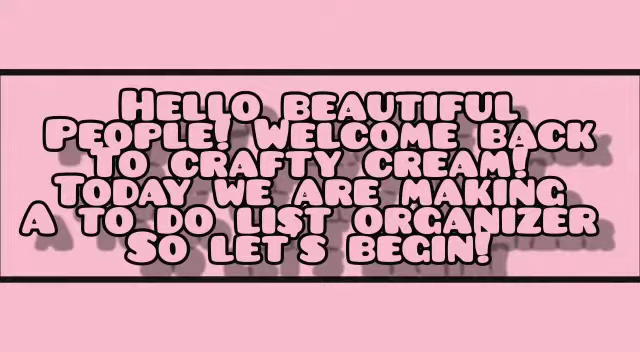 Hello beautiful
People! Welcome back
To crafty cream!
Today we are making
A to do list organizer
So let's begin!